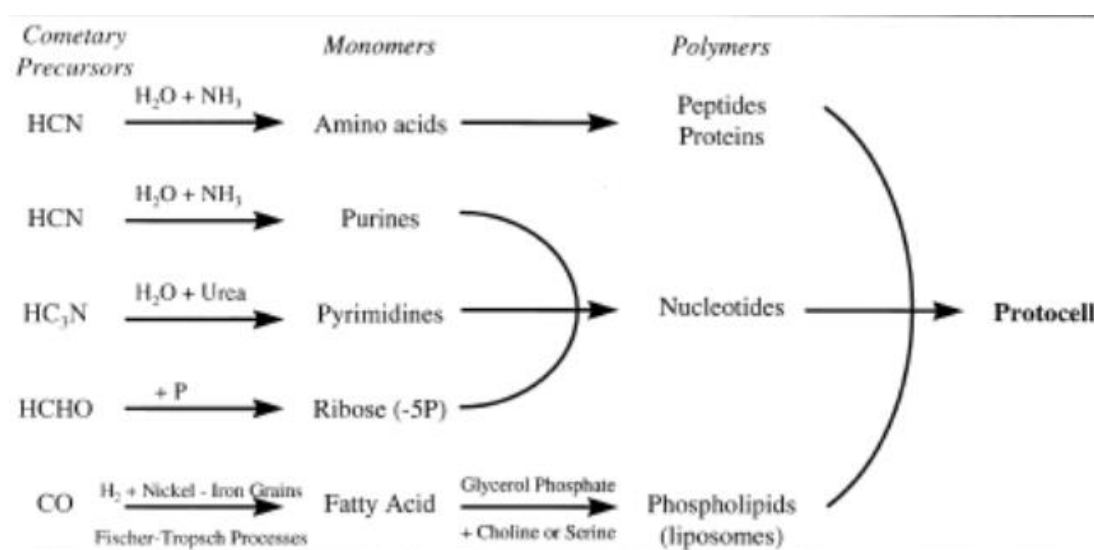 Cometary Precursors
Monomers
Polymers
HCN
H₂O + NH₃
Amino acids
Peptides
Proteins
HCN
H₂O + NH₃
Purines
HC₃N
H₂O + Urea
Pyrimidines
Nucleotides
Protocell
HCHO
+ P
Ribose (-5P)
CO
H₂ + Nickel - Iron Grains
Fischer-Tropsch Processes
Fatty Acid
Glycerol Phosphate
+ Choline or Serine
Phospholipids
(liposomes)